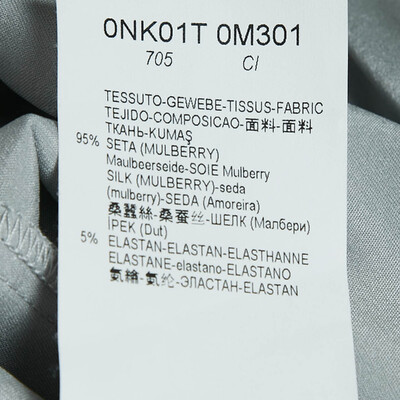 0NK01T 0M301
705 CI
TESSUTO-GEWEBE-TISSUS-FABRIC
TEJIDO-COMPOSICAO-面料-面料
ТКАНЬ-KUMAŞ
95% SETA (MULBERRY)
Maulbeerseide-SOIE Mulberry
SILK (MULBERRY)-seda
(mulberry)-SEDA (Amoreira)
桑蠶絲-桑蚕丝-ШЕЛК (Малбери)
İPEK (Dut)
5% ELASTAN-ELASTAN-ELASTHANNE
ELASTANE-elastano-ELASTANO
氨綸-氨纶-ЭЛАСТАН-ELASTAN